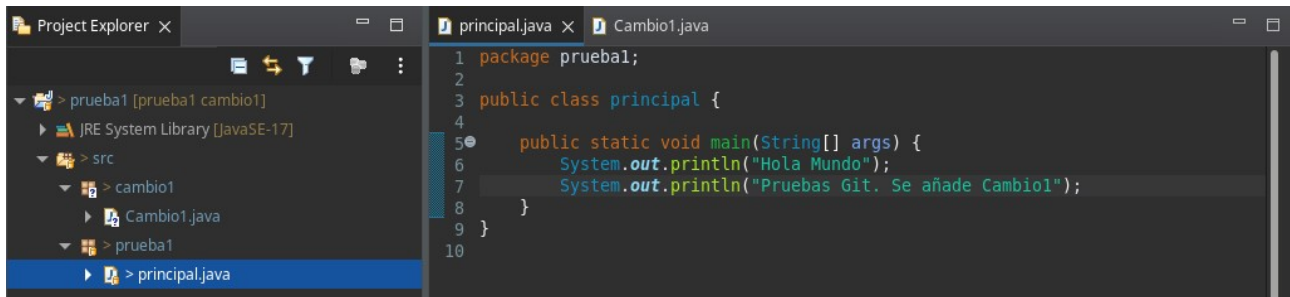 Project Explorer
> prueba1 [prueba1 cambio1]
JRE System Library [JavaSE-17]
> src
> cambio1
Cambio1.java
> prueba1
> principal.java
principal.java
Cambio1.java
1 package prueba1;
2
3 public class principal {
4
5 public static void main(String[] args) {
6 System.out.println("Hola Mundo");
7 System.out.println("Pruebas Git. Se añade Cambio1");
8 }
9 }
10